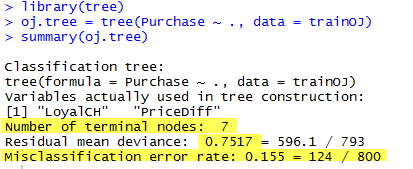 > library(tree)
> oj.tree = tree(Purchase ~ ., data = trainOJ)
> summary(oj.tree)
Classification tree:
tree(formula = Purchase ~ ., data = trainOJ)
Variables actually used in tree construction:
[1] "LoyalCH"   "PriceDiff"
Number of terminal nodes:  7
Residual mean deviance:  0.7517 = 596.1 / 793
Misclassification error rate: 0.155 = 124 / 800